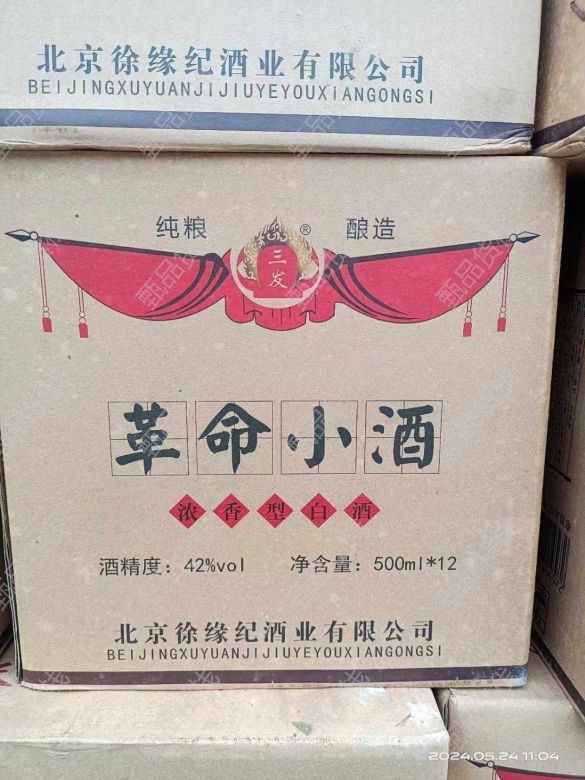 北京徐缘纪酒业有限公司
BEIJINGXUYUANJIJIUYEYOUXIANGONGSI
纯粮 ® 酿造
三发
革命小酒
浓香型白酒
酒精度：42%vol 净含量：500ml*12
北京徐缘纪酒业有限公司
BEIJINGXUYUANJIJIUYEYOUXIANGONGSI
2024.05.24 11:04